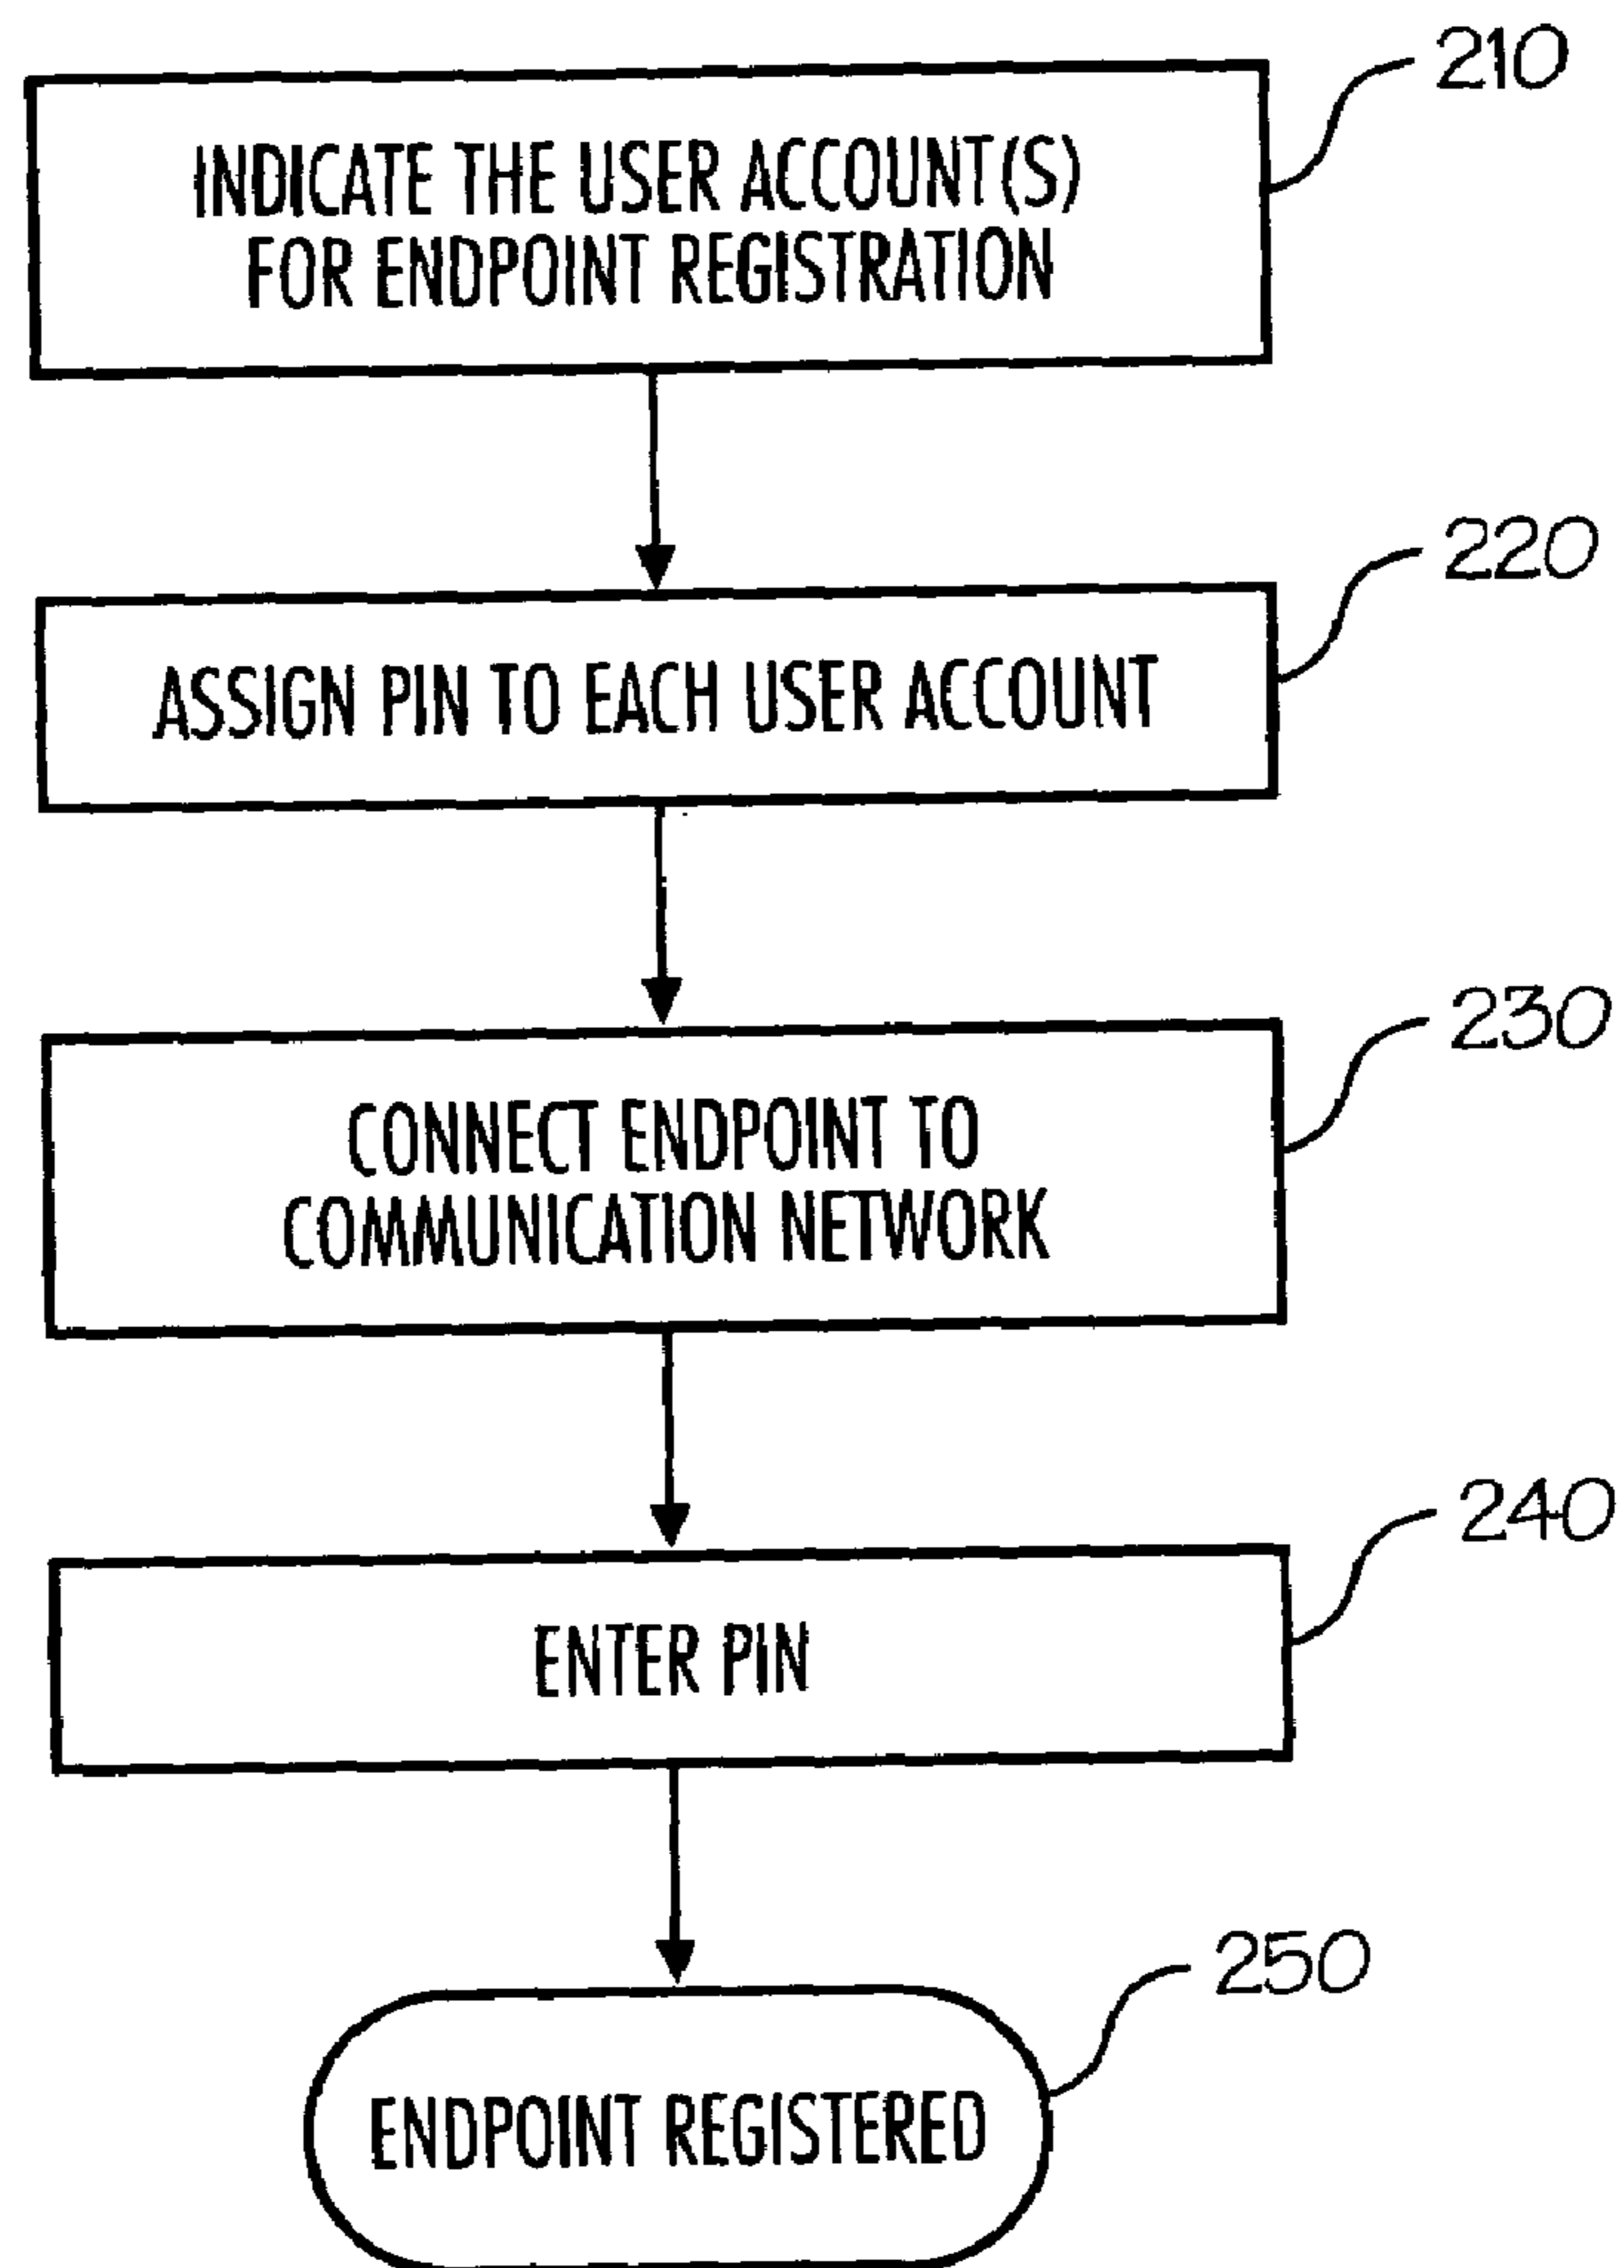 210
INDICATE THE USER ACCOUNT(S)
FOR ENDPOINT REGISTRATION
220
ASSIGN PIN TO EACH USER ACCOUNT
230
CONNECT ENDPOINT TO
COMMUNICATION NETWORK
240
ENTER PIN
250
ENDPOINT REGISTERED